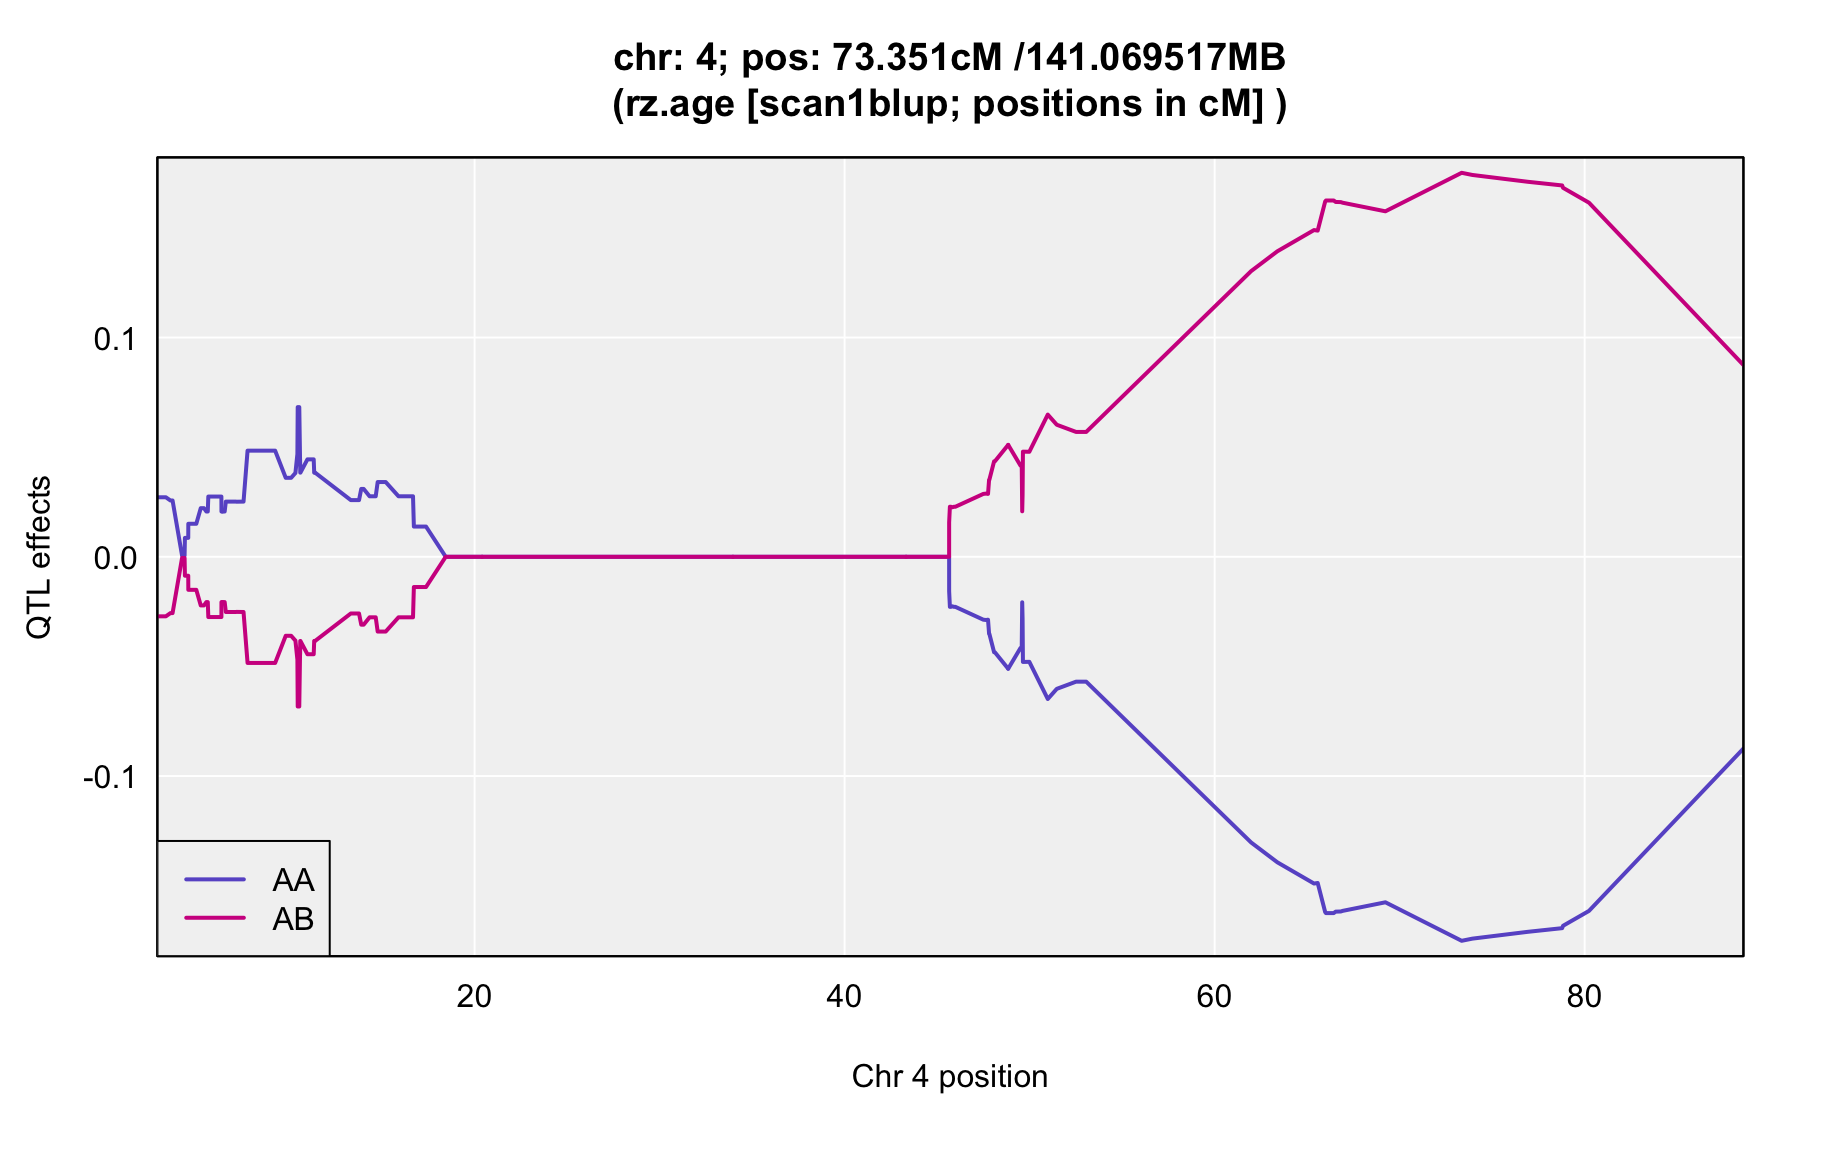 chr: 4; pos: 73.351cM /141.069517MB
(rz.age [scan1blup; positions in cM] )
QTL effects
0.1
0.0
-0.1
AA
AB
20 40 60 80
Chr 4 position